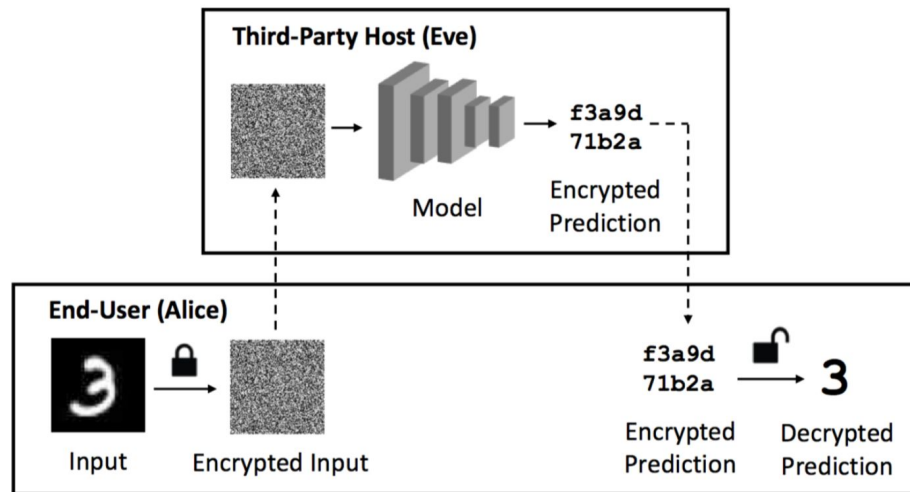 Third-Party Host (Eve)
f3a9d
71b2a
Model
Encrypted
Prediction
End-User (Alice)
3
f3a9d
71b2a
3
Input
Encrypted Input
Encrypted
Prediction
Decrypted
Prediction